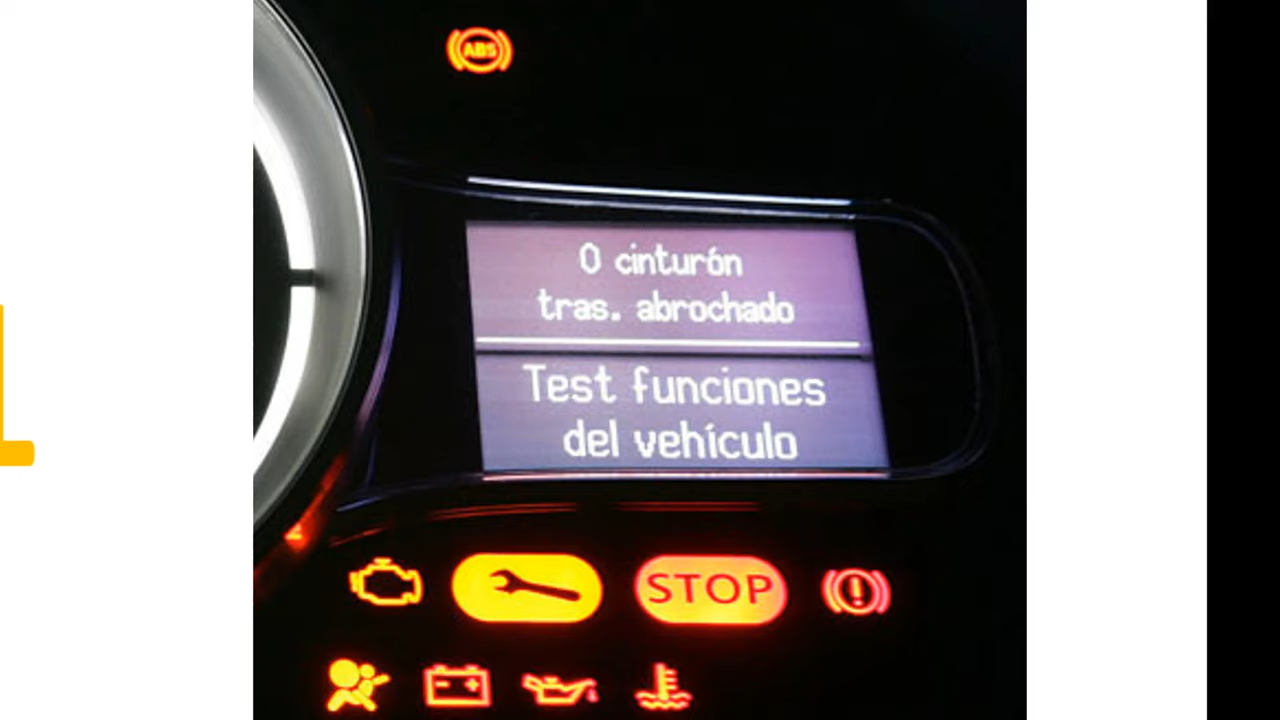 ABS
0 cinturón
tras. abrochado
Test funciones
del vehículo
STOP